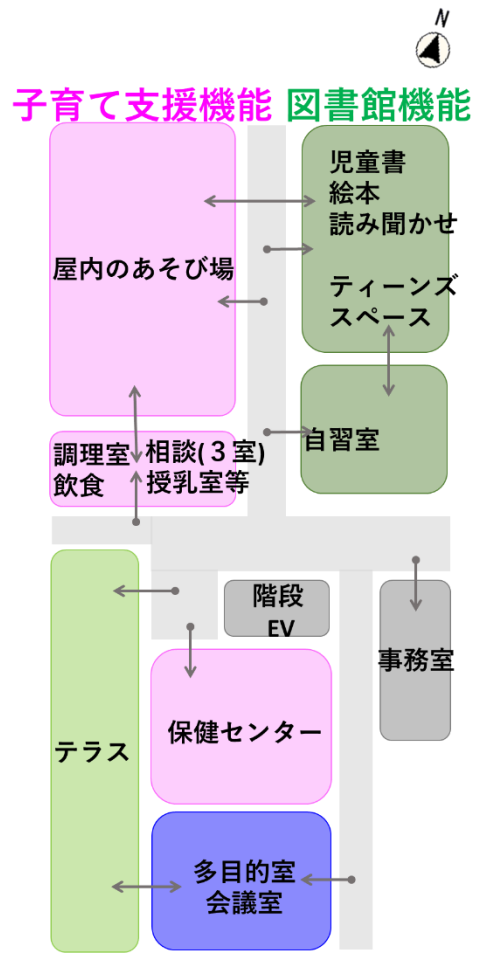 N
子育て支援機能 図書館機能
児童書
絵本
読み聞かせ
屋内のあそび場
ティーンズ
スペース
自習室
調理室
飲食
相談(３室)
授乳室等
階段
EV
事務室
保健センター
テラス
多目的室
会議室